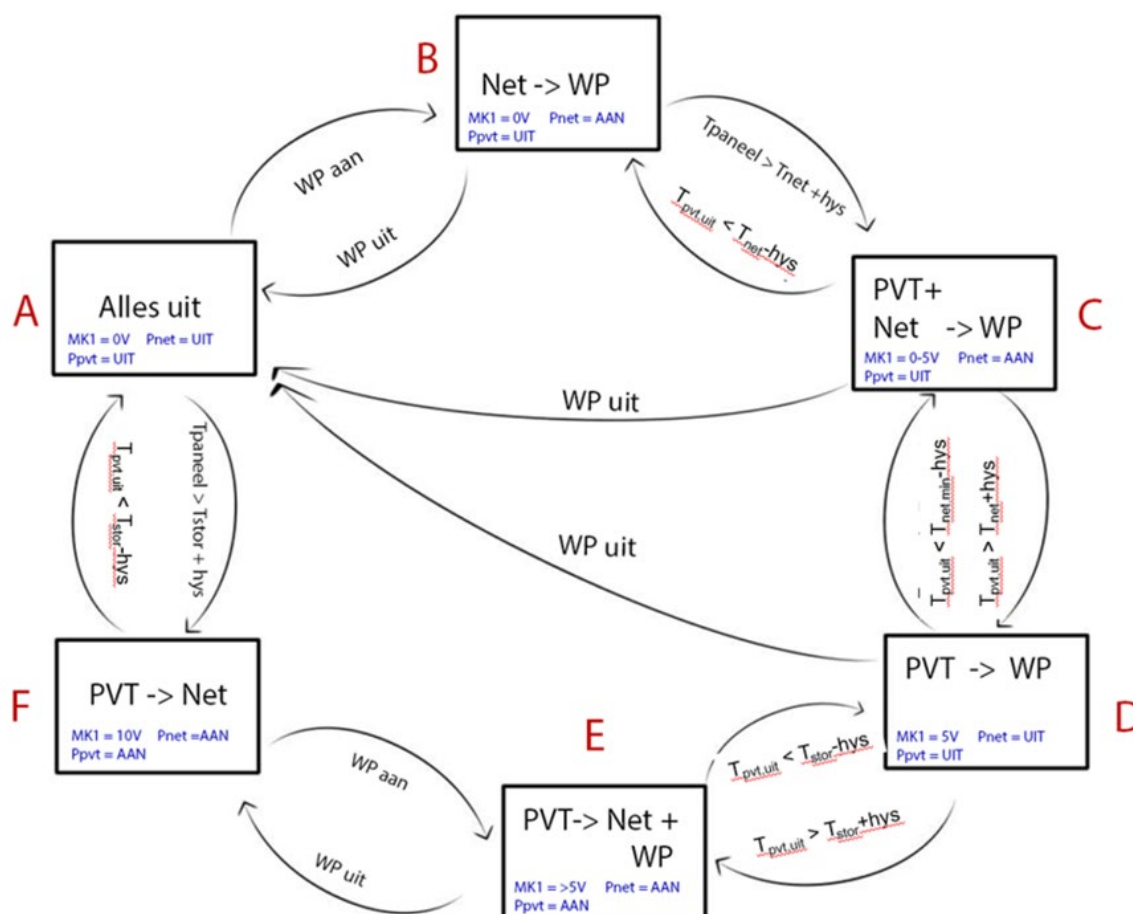 B
Net -> WP
MK1 = 0V Pnet = AAN
Ppvt = UIT
WP aan
WP uit
Tpaneel > Tnet +hys
Tpvt,uit < Tnet-hys
A
Alles uit
MK1 = 0V Pnet = UIT
Ppvt = UIT
PVT+
Net -> WP
MK1 = 0-5V Pnet = AAN
Ppvt = UIT
C
WP uit
WP uit
Tpvt,uit < Tstor-hys
Tpaneel > Tstor + hys
Tpvt,uit < Tnet,min-hys
Tpvt,uit > Tnet+hys
F
PVT -> Net
MK1 = 10V Pnet =AAN
Ppvt = AAN
PVT -> WP
MK1 = 5V Pnet = UIT
Ppvt = UIT
D
WP aan
WP uit
E
PVT-> Net +
WP
MK1 = >5V Pnet = AAN
Ppvt = AAN
Tpvt,uit < Tstor-hys
Tpvt,uit > Tstor+hys